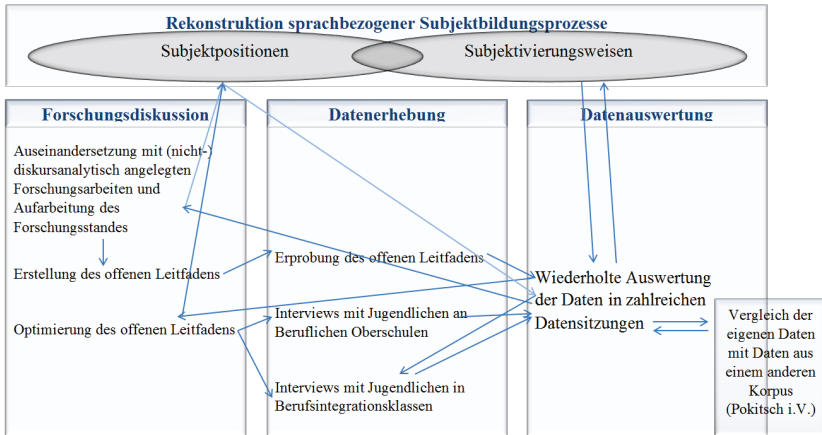 Rekonstruktion sprachbezogener Subjektbildungsprozesse
Subjektpositionen
Subjektivierungsweisen
Forschungsdiskussion
Auseinandersetzung mit (nicht-)
diskursanalytisch angelegten
Forschungsarbeiten und
Aufarbeitung des
Forschungsstandes
Erstellung des offenen Leitfadens
Optimierung des offenen Leitfadens
Datenerhebung
Erprobung des offenen Leitfadens
Interviews mit Jugendlichen an
Beruflichen Oberschulen
Interviews mit Jugendlichen in
Berufsintegrationsklassen
Datenauswertung
Wiederholte Auswertung
der Daten in zahlreichen
Datensitzungen
Vergleich der
eigenen Daten
mit Daten aus
einem anderen
Korpus
(Pokitsch i.V.)